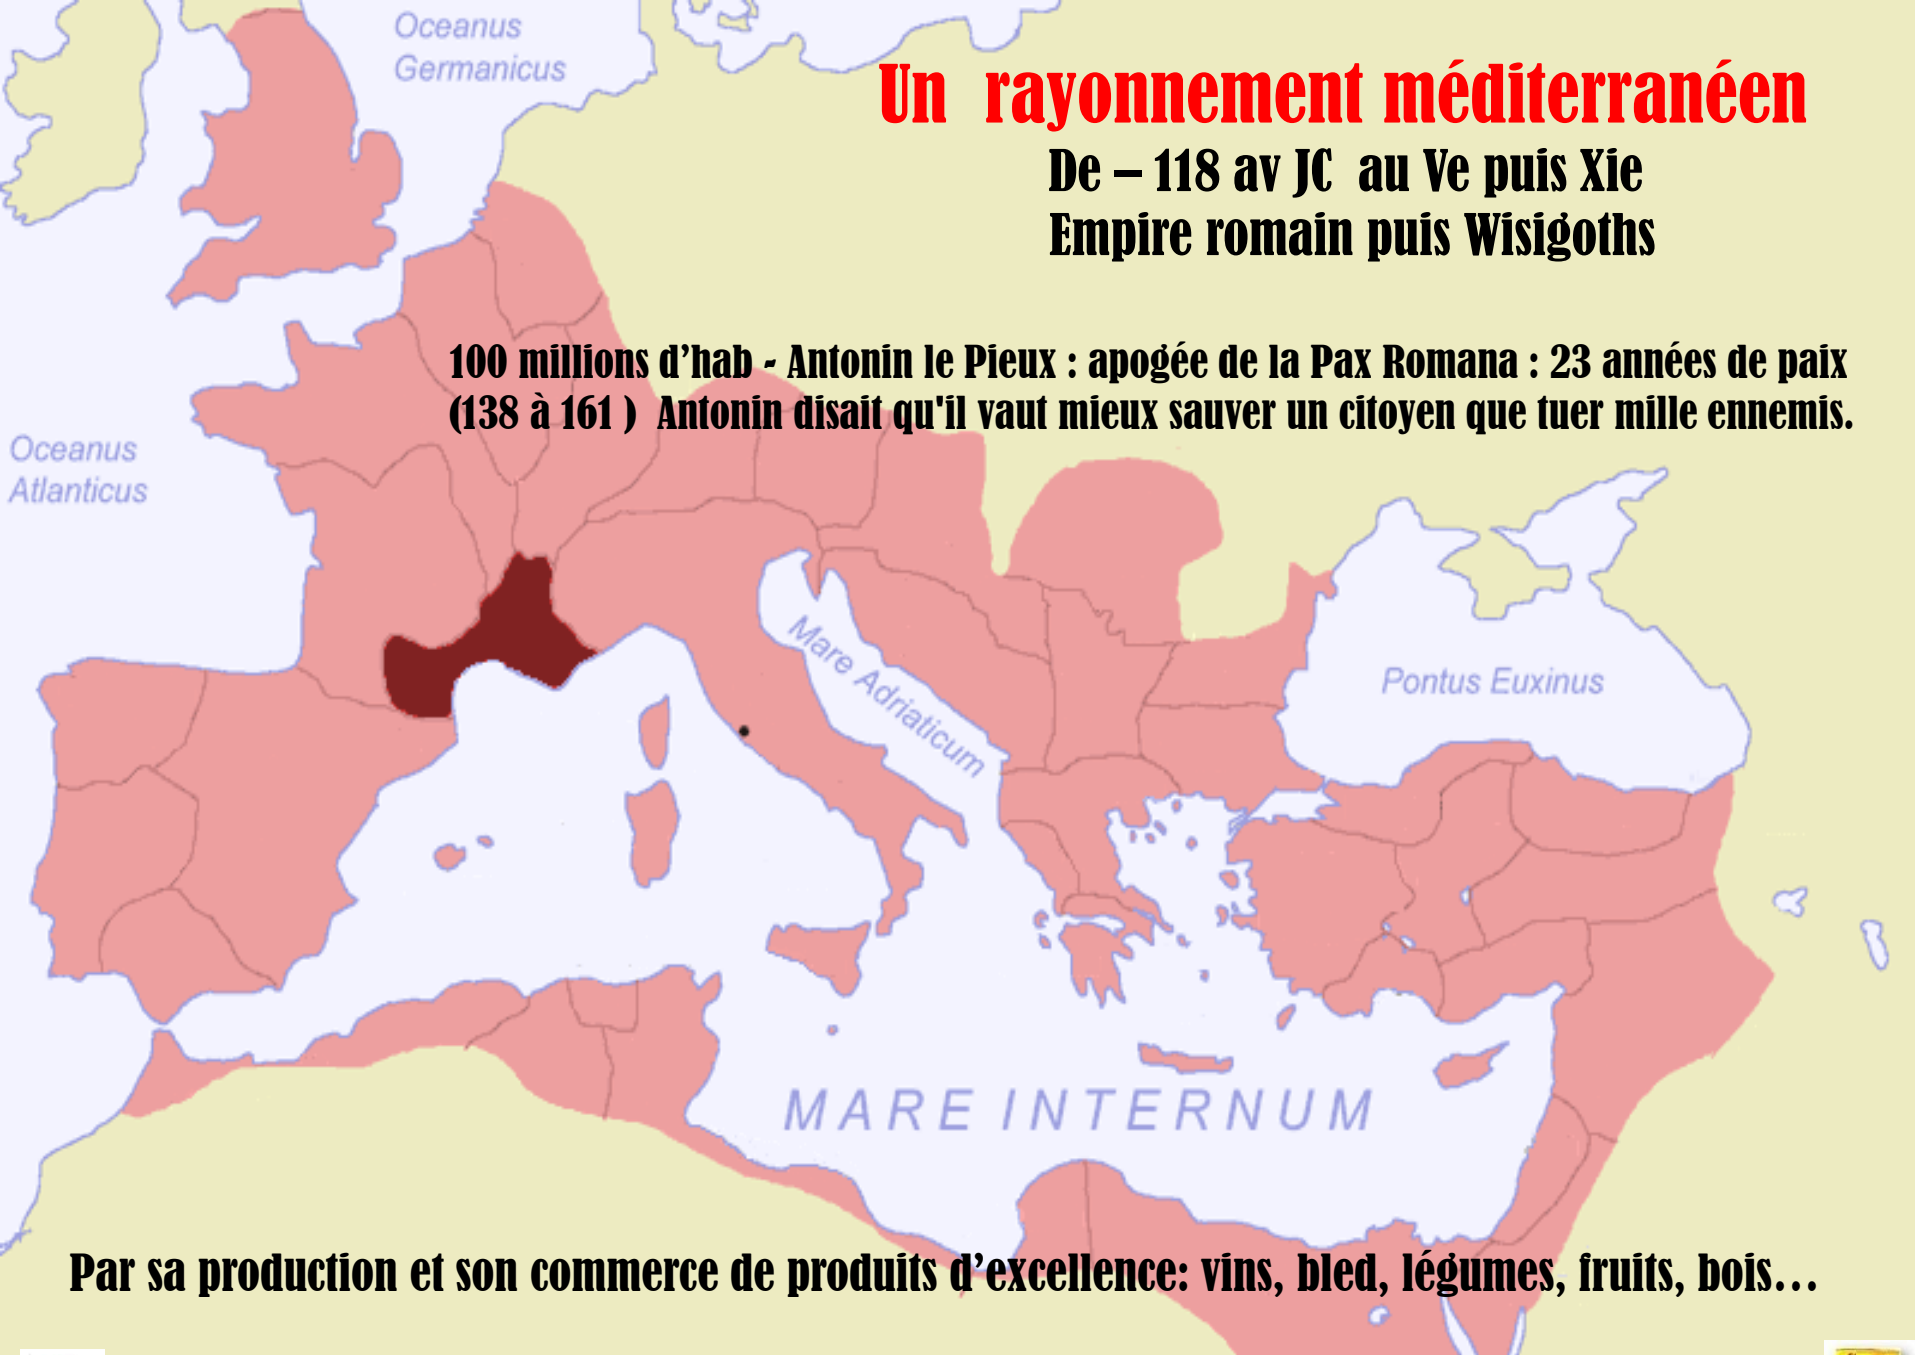 Oceanus
Germanicus
Un rayonnement méditerranéen
De – 118 av JC au Ve puis Xie
Empire romain puis Wisigoths
100 millions d’hab - Antonin le Pieux : apogée de la Pax Romana : 23 années de paix
(138 à 161 ) Antonin disait qu'il vaut mieux sauver un citoyen que tuer mille ennemis.
Oceanus
Atlanticus
Mare Adriaticum
Pontus Euxinus
MARE INTERNUM
Par sa production et son commerce de produits d’excellence: vins, bled, légumes, fruits, bois…